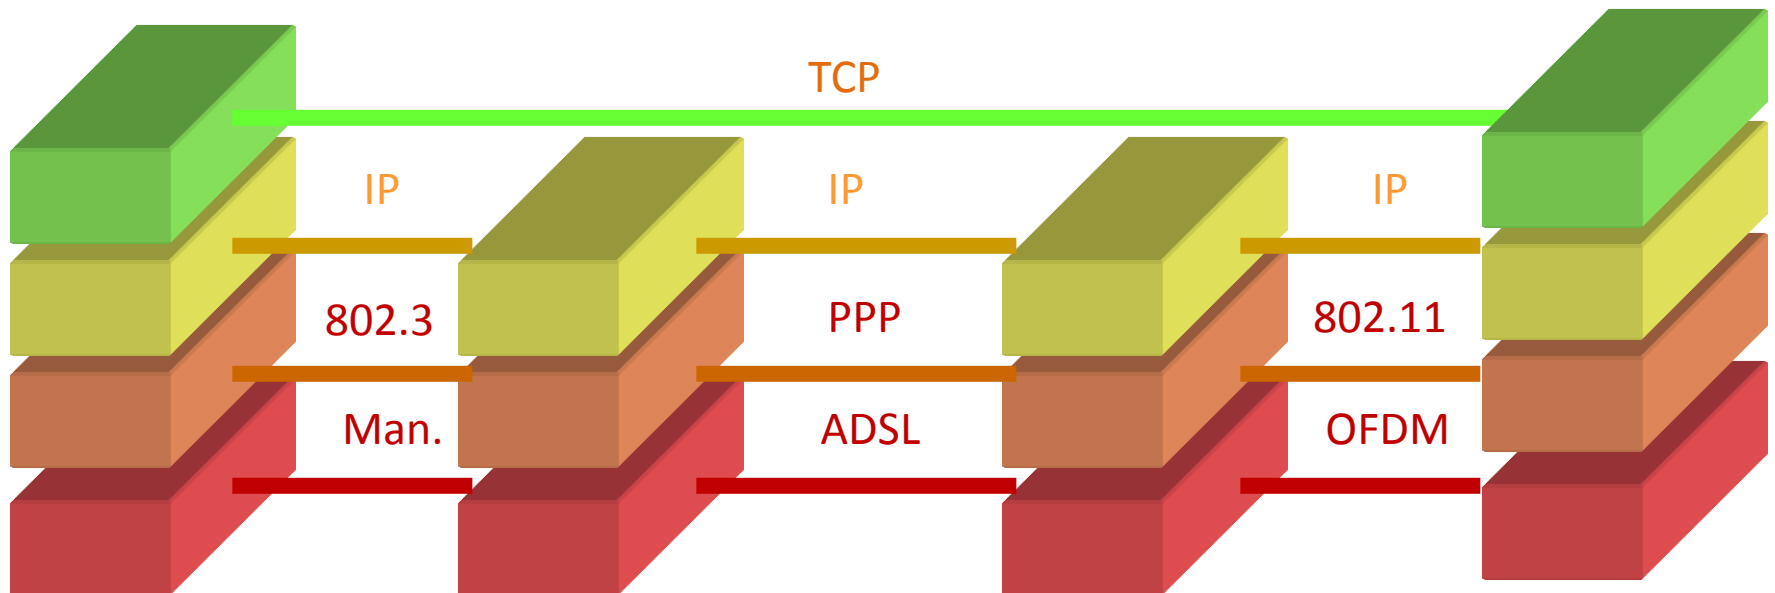 TCP
IP
IP
IP
802.3
PPP
802.11
Man.
ADSL
OFDM